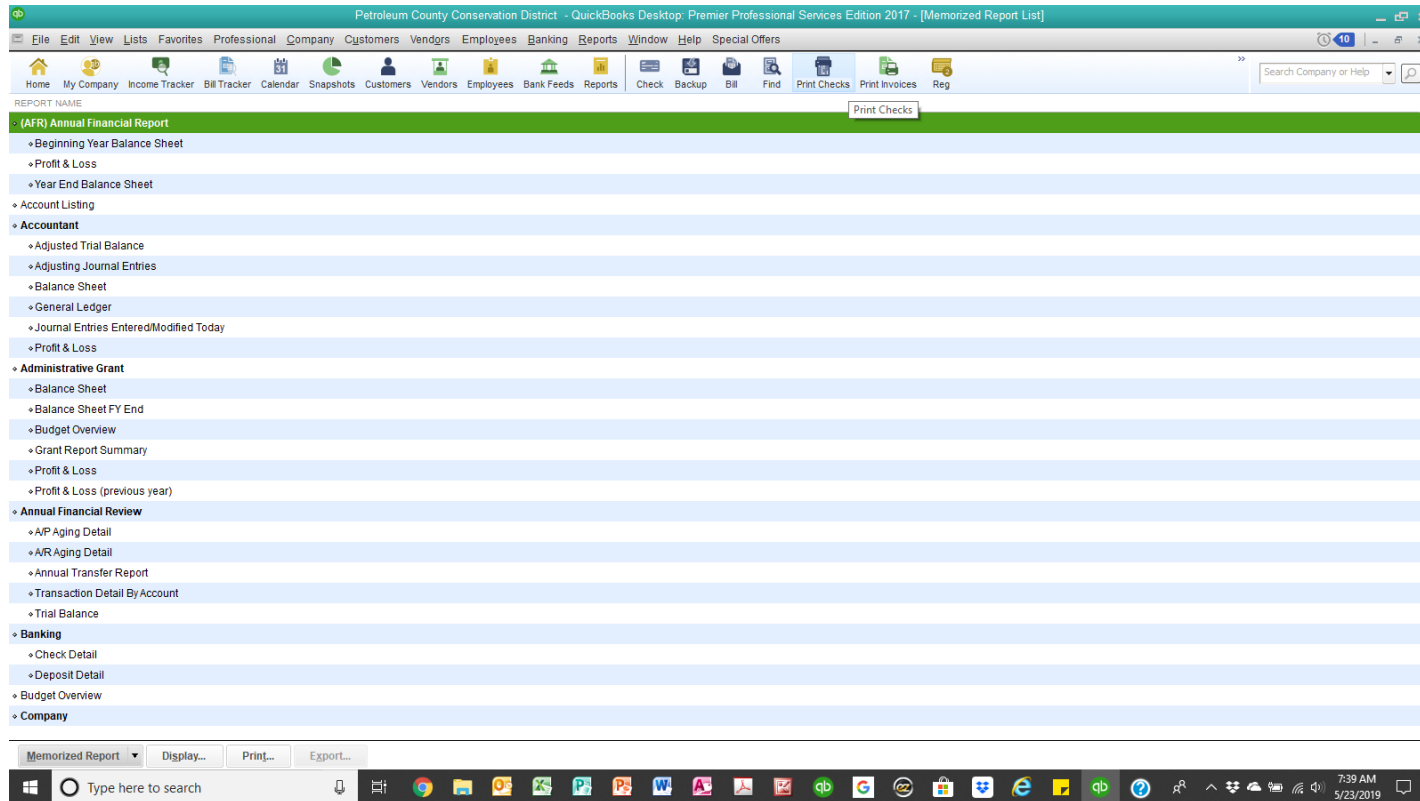 qb Petroleum County Conservation District - QuickBooks Desktop: Premier Professional Services Edition 2017 - [Memorized Report List]
File Edit View Lists Favorites Professional Company Customers Vendors Employees Banking Reports Window Help Special Offers 10
31
Home My Company Income Tracker Bill Tracker Calendar Snapshots Customers Vendors Employees Bank Feeds Reports Check Backup Bill Find Print Checks Print Invoices Reg » Search Company or Help
REPORT NAME
Print Checks
(AFR) Annual Financial Report
Beginning Year Balance Sheet
Profit & Loss
Year End Balance Sheet
Account Listing
Accountant
Adjusted Trial Balance
Adjusting Journal Entries
Balance Sheet
General Ledger
Journal Entries Entered/Modified Today
Profit & Loss
Administrative Grant
Balance Sheet
Balance Sheet FY End
Budget Overview
Grant Report Summary
Profit & Loss
Profit & Loss (previous year)
Annual Financial Review
A/P Aging Detail
A/R Aging Detail
Annual Transfer Report
Transaction Detail By Account
Trial Balance
Banking
Check Detail
Deposit Detail
Budget Overview
Company
Memorized Report Display... Print... Export...
Type here to search qb G qb 7:39 AM
5/23/2019